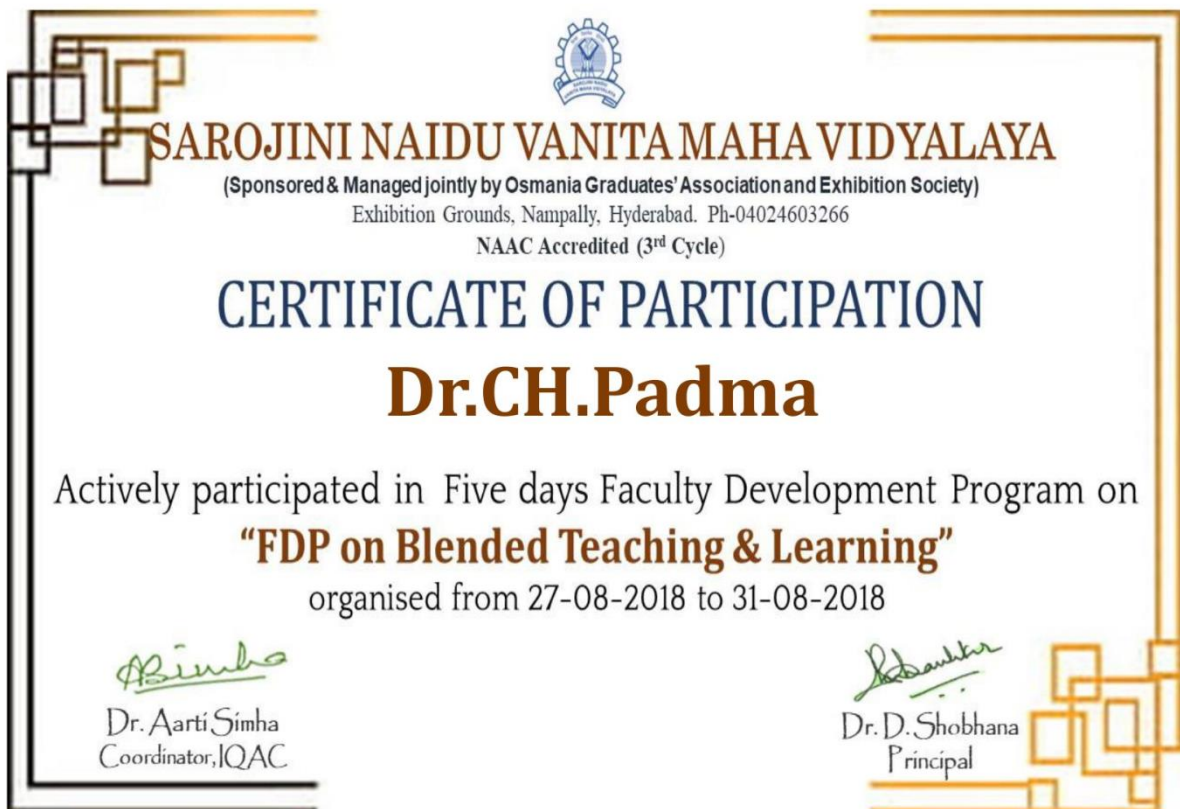 SAROJINI NAIDU VANITA MAHA VIDYALAYA
(Sponsored & Managed jointly by Osmania Graduates' Association and Exhibition Society)
Exhibition Grounds, Nampally, Hyderabad. Ph-04024603266
NAAC Accredited (3rd Cycle)
CERTIFICATE OF PARTICIPATION
Dr.CH.Padma
Actively participated in Five days Faculty Development Program on
“FDP on Blended Teaching & Learning”
organised from 27-08-2018 to 31-08-2018
ABimha
Dr. Aarti Simha
Coordinator,IQAC
Dr. D. Shobhana
Principal